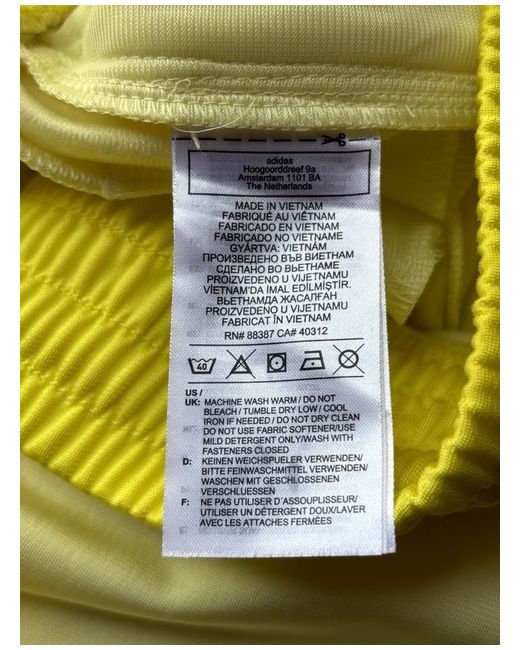 adidas
Hoogoorddreef 9a
Amsterdam 1101 BA
The Netherlands
MADE IN VIETNAM
FABRIQUÉ AU VIÊTNAM
FABRICADO EN VIETNAM
FABRICADO NO VIETNAME
GYÁRTVA: VIETNÁM
ПРОИЗВЕДЕНО ВЪВ ВИЕТНАМ
СДЕЛАНО ВО ВЬЕТНАМЕ
PROIZVEDENO U VIJETNAMU
VİETNAM'DA İMAL EDİLMİŞTİR.
ВЬЕТНАМДА ЖАСАЛҒАН
PROIZVEDENO U VIJETNAMU
FABRICAT ÎN VIETNAM
RN# 88387 CA# 40312
40
US /
UK: MACHINE WASH WARM / DO NOT
BLEACH / TUMBLE DRY LOW / COOL
IRON IF NEEDED / DO NOT DRY CLEAN
DO NOT USE FABRIC SOFTENER/USE
MILD DETERGENT ONLY/WASH WITH
FASTENERS CLOSED
D: KEINEN WEICHSPUELER VERWENDEN/
BITTE FEINWASCHMITTEL VERWENDEN/
WASCHEN MIT GESCHLOSSENEN
VERSCHLUESSEN
F: NE PAS UTILISER D'ASSOUPLISSEUR/
UTILISER UN DÉTERGENT DOUX/LAVER
AVEC LES ATTACHES FERMÉES